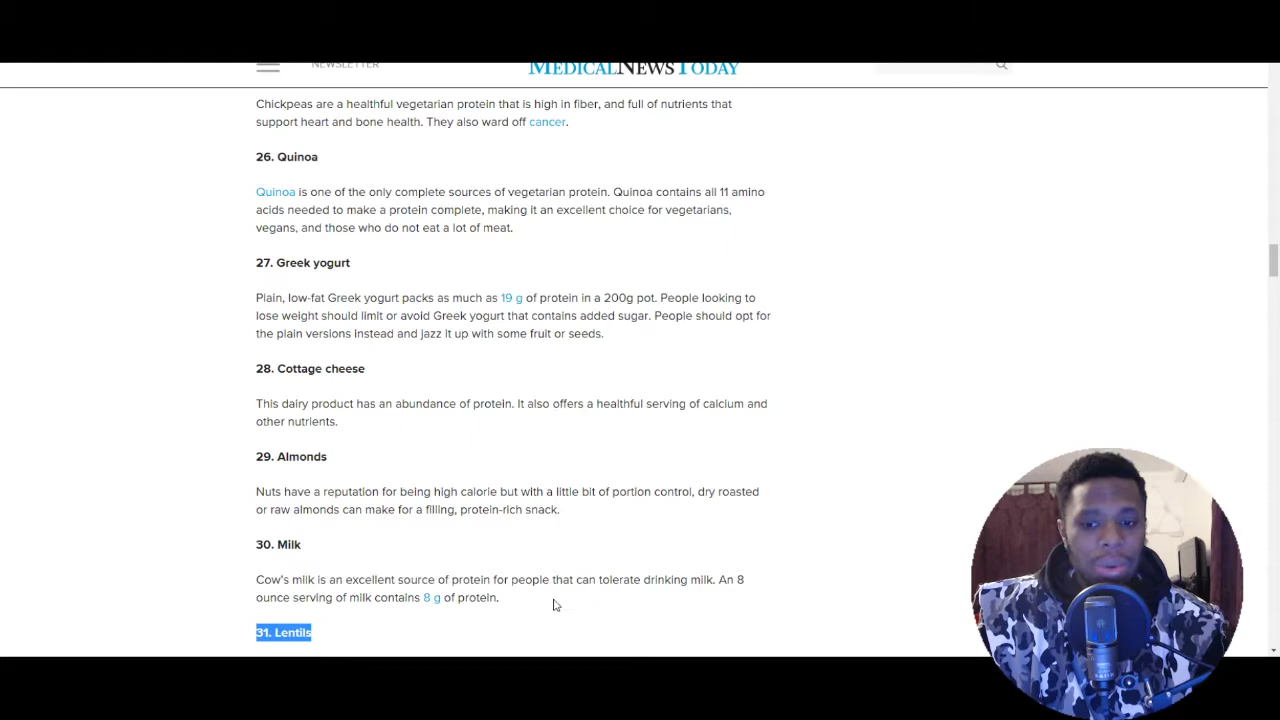 NEWSLETTER
MEDICALNEWSTODAY
Chickpeas are a healthful vegetarian protein that is high in fiber, and full of nutrients that
support heart and bone health. They also ward off cancer.
26. Quinoa
Quinoa is one of the only complete sources of vegetarian protein. Quinoa contains all 11 amino
acids needed to make a protein complete, making it an excellent choice for vegetarians,
vegans, and those who do not eat a lot of meat.
27. Greek yogurt
Plain, low-fat Greek yogurt packs as much as 19 g of protein in a 200g pot. People looking to
lose weight should limit or avoid Greek yogurt that contains added sugar. People should opt for
the plain versions instead and jazz it up with some fruit or seeds.
28. Cottage cheese
This dairy product has an abundance of protein. It also offers a healthful serving of calcium and
other nutrients.
29. Almonds
Nuts have a reputation for being high calorie but with a little bit of portion control, dry roasted
or raw almonds can make for a filling, protein-rich snack.
30. Milk
Cow's milk is an excellent source of protein for people that can tolerate drinking milk. An 8
ounce serving of milk contains 8 g of protein.
31. Lentils